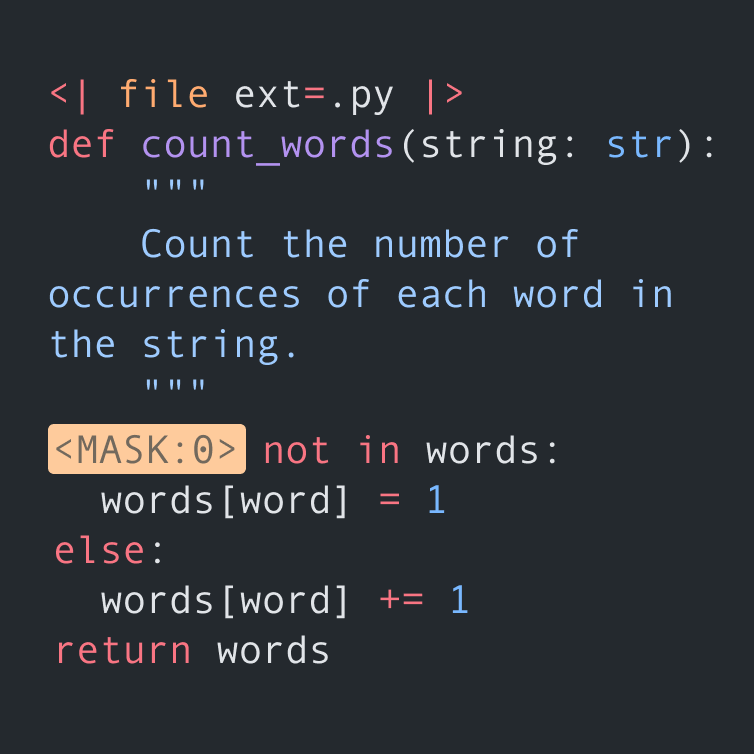 <| file ext=.py |>
def count_words(string: str):
    """
    Count the number of
occurrences of each word in
the string.
    """
<MASK:0> not in words:
  words[word] = 1
else:
  words[word] += 1
return words